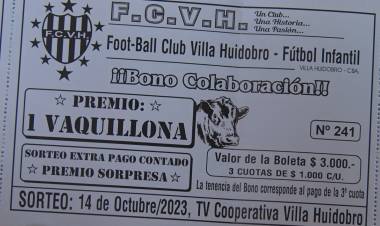 F.C.V.H.
F.C.V.H.
Un Club...
Una Historia...
Una Pasion...
Foot-Ball Club Villa Huidobro - Fútbol Infantil
VILLA HUIDOBRO - CBA.
¡¡Bono Colaboración!!
☆ PREMIO: ☆
1 VAQUILLONA
Nº 241
SORTEO EXTRA PAGO CONTADO
☆ PREMIO SORPRESA ☆
Valor de la Boleta $ 3.000.-
3 CUOTAS DE $ 1.000 C/U.
La tenencia del Bono corresponde al pago de la 3ª cuota
SORTEO: 14 de Octubre/2023, TV Cooperativa Villa Huidobro